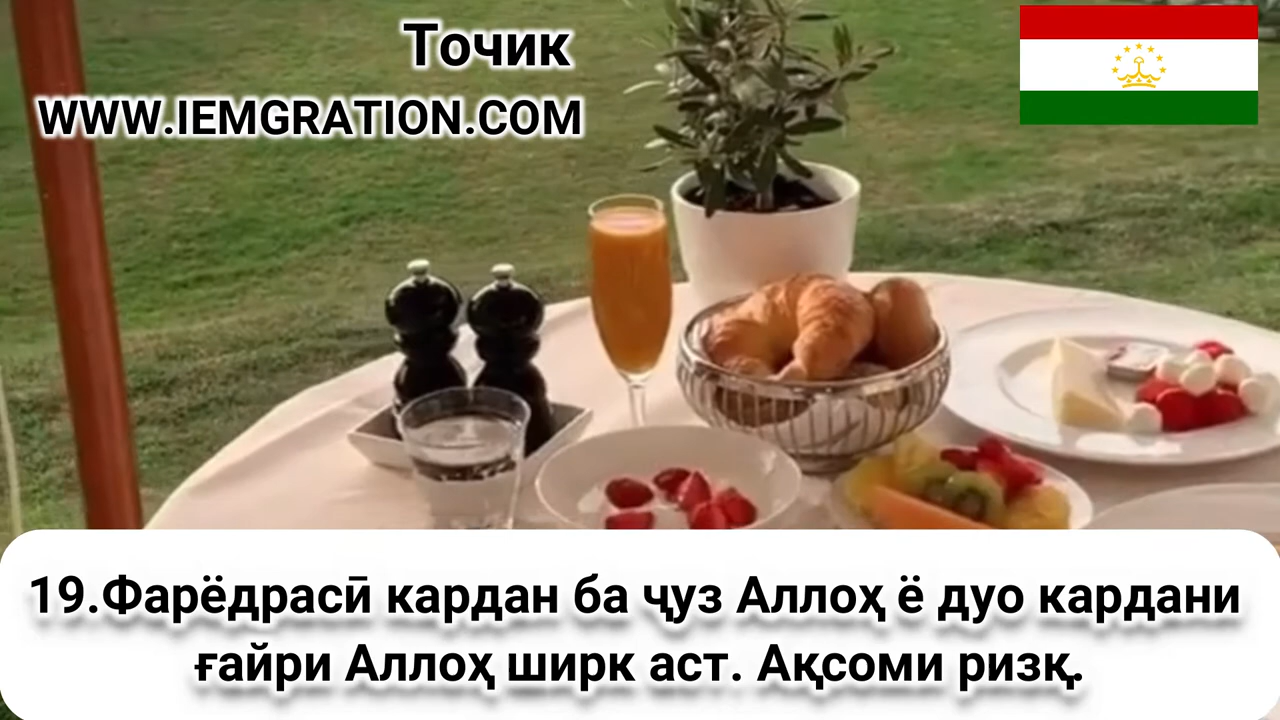 Точик
WWW.IEMGRATION.COM
19.Фарёдрасӣ кардан ба ҷуз Аллоҳ ё дуо кардани
ғайри Аллоҳ ширк аст. Ақсоми ризқ.